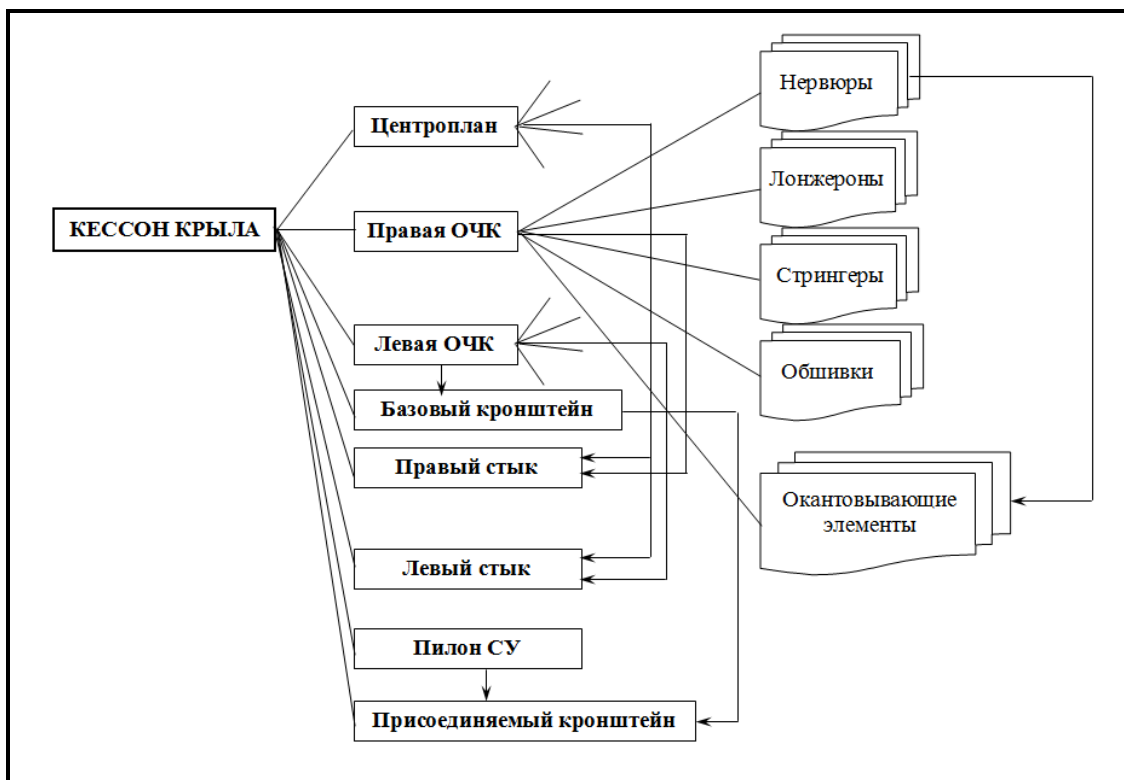 КЕССОН КРЫЛА
Центроплан
Правая ОЧК
Левая ОЧК
Базовый кронштейн
Правый стык
Левый стык
Пилон СУ
Присоединяемый кронштейн
Нервюры
Лонжероны
Стрингеры
Обшивки
Окантовывающие
элементы